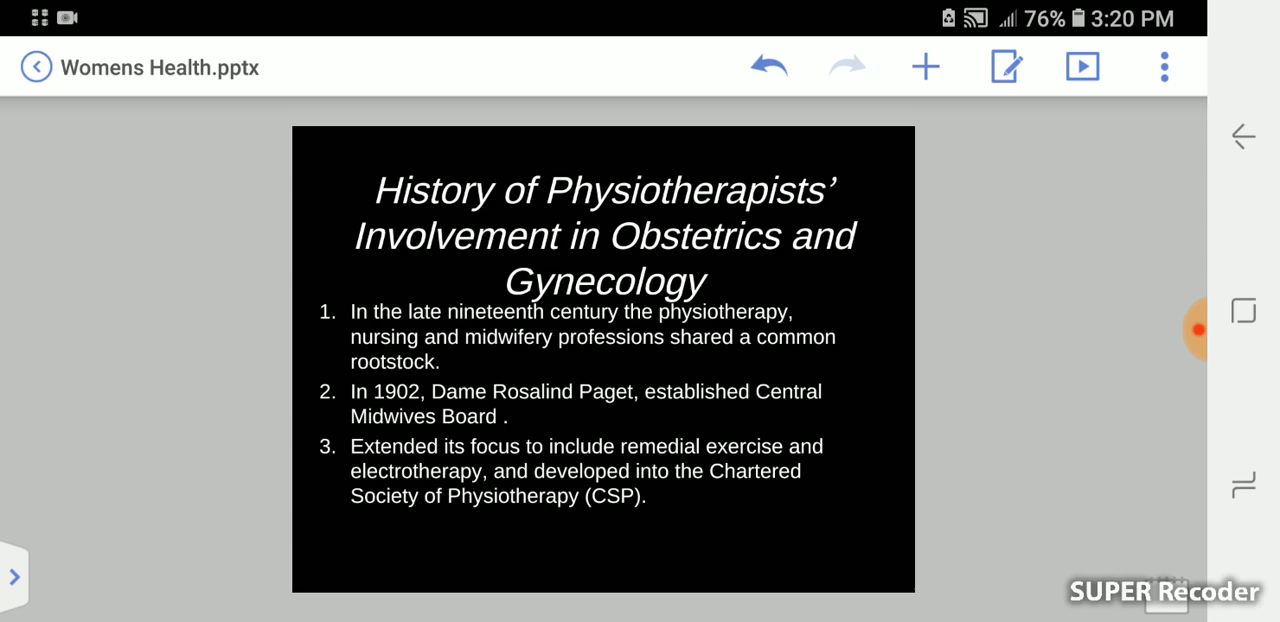 76% 3:20 PM
Womens Health.pptx
History of Physiotherapists’
Involvement in Obstetrics and
Gynecology
1. In the late nineteenth century the physiotherapy,
nursing and midwifery professions shared a common
rootstock.
2. In 1902, Dame Rosalind Paget, established Central
Midwives Board .
3. Extended its focus to include remedial exercise and
electrotherapy, and developed into the Chartered
Society of Physiotherapy (CSP).
SUPER Recoder